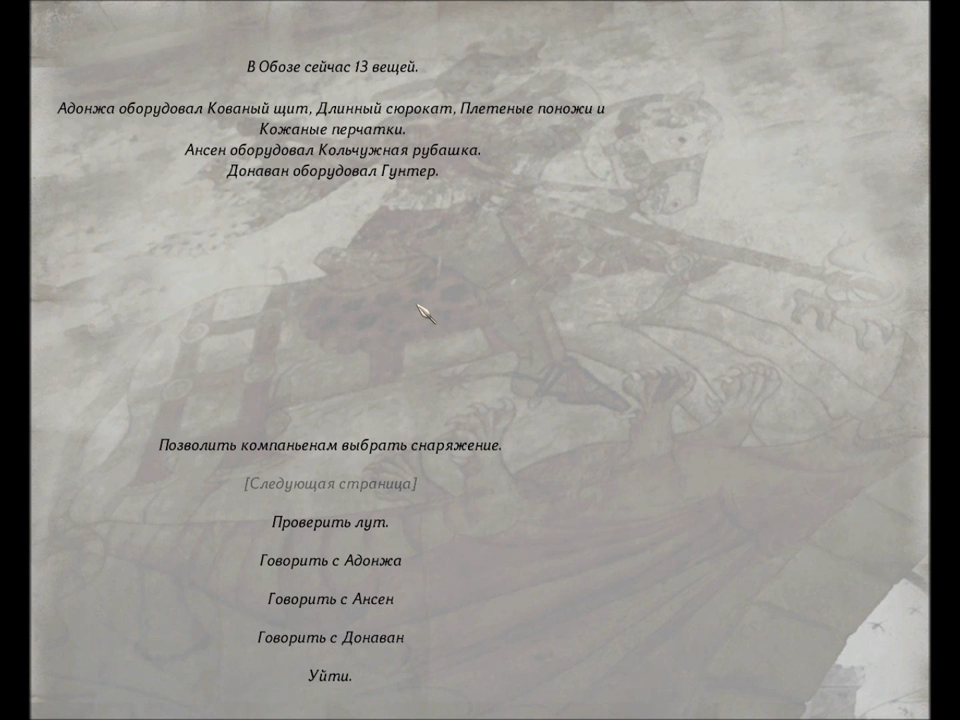 В Обозе сейчас 13 вещей.
Адонжа оборудовал Кованый щит, Длинный сюрокат, Плетеные поножи и
Кожаные перчатки.
Ансен оборудовал Кольчужная рубашка.
Донаван оборудовал Гунтер.
Позволить компаньенам выбрать снаряжение.
[Следующая страница]
Проверить лут.
Говорить с Адонжа
Говорить с Ансен
Говорить с Донаван
Уйти.